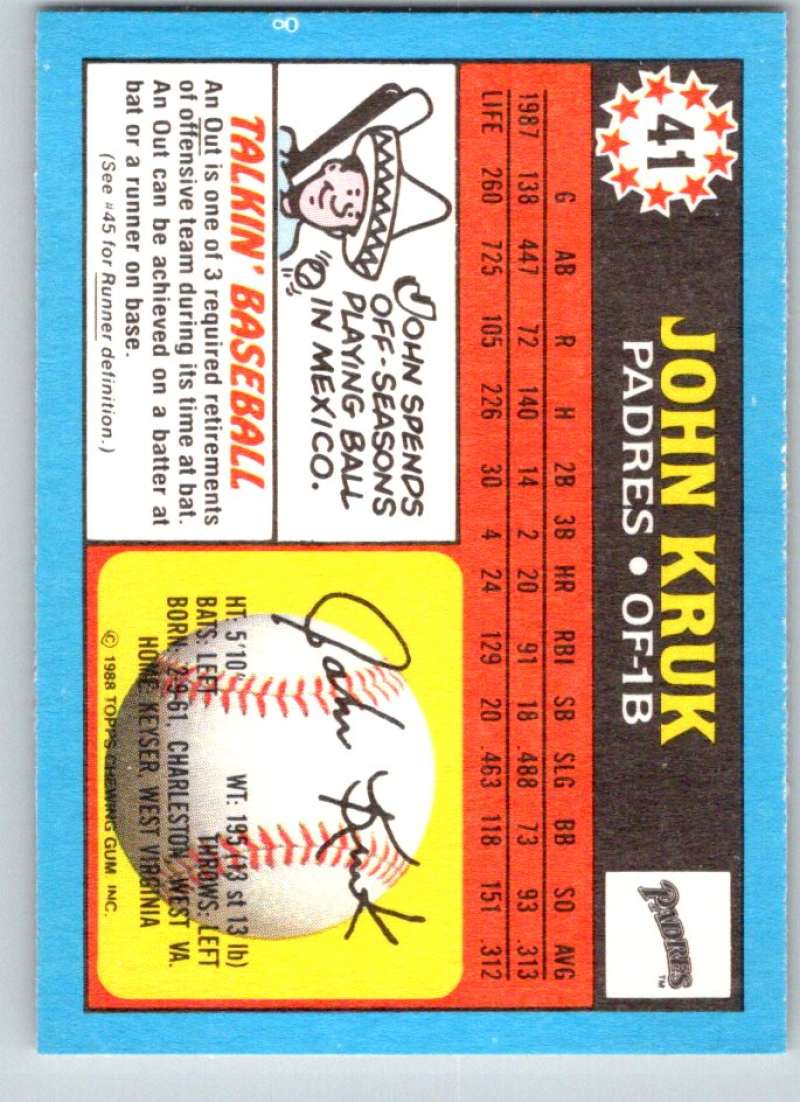 41
JOHN KRUK
PADRES • OF-1B
PADRES™
G AB R H 2B 3B HR RBI SB SLG BB SO AVG
1987 138 447 72 140 14 2 20 91 18 .488 73 93 .313
LIFE 260 725 105 226 30 4 24 129 20 .463 118 151 .312
JOHN SPENDS
OFF-SEASONS
PLAYING BALL
IN MEXICO.
TALKIN' BASEBALL
An Out is one of 3 required retirements
of offensive team during its time at bat.
An Out can be achieved on a batter at
bat or a runner on base.
(See #45 for Runner definition.)
John Kruk
HT: 5'10" WT: 195 (13 st 13 lb)
BATS: LEFT THROWS: LEFT
BORN: 2-9-61, CHARLESTON, WEST VA.
HOME: KEYSER, WEST VIRGINIA
© 1988 TOPPS CHEWING GUM INC.
8